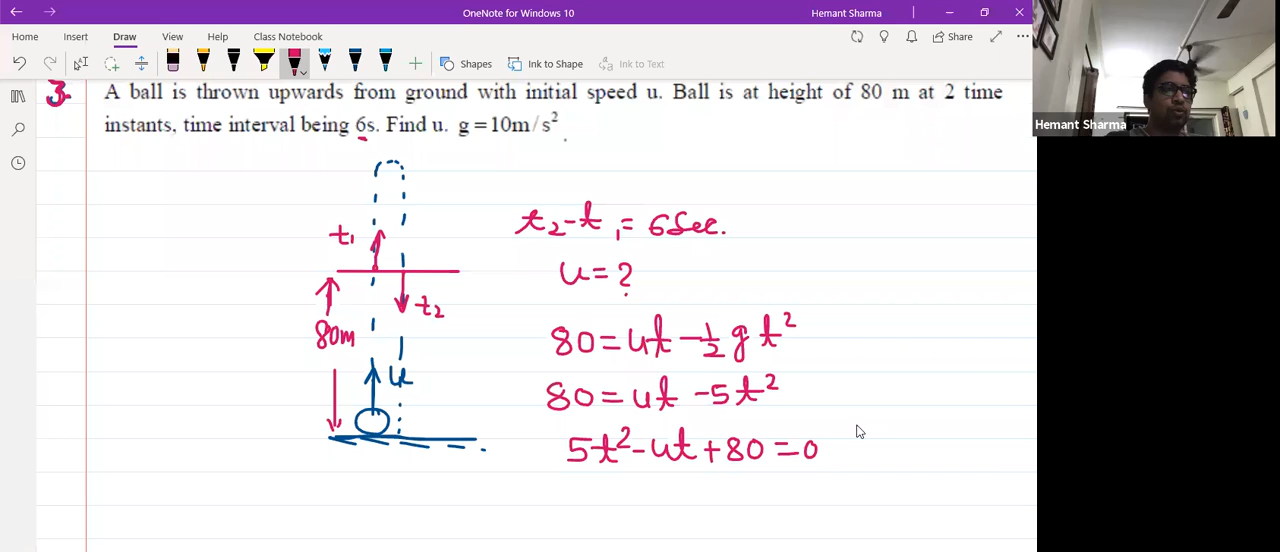 OneNote for Windows 10
Hemant Sharma
Home Insert Draw View Help Class Notebook Share
Shapes Ink to Shape Ink to Text
3. A ball is thrown upwards from ground with initial speed u. Ball is at height of 80 m at 2 time
instants, time interval being 6s. Find u. g = 10m/s²
Hemant Sharma
t₁
t₂
80m
u
t₂-t₁ = 6 Sec.
u = ?
80 = ut - ½ g t²
80 = ut - 5t²
5t² - ut + 80 = 0